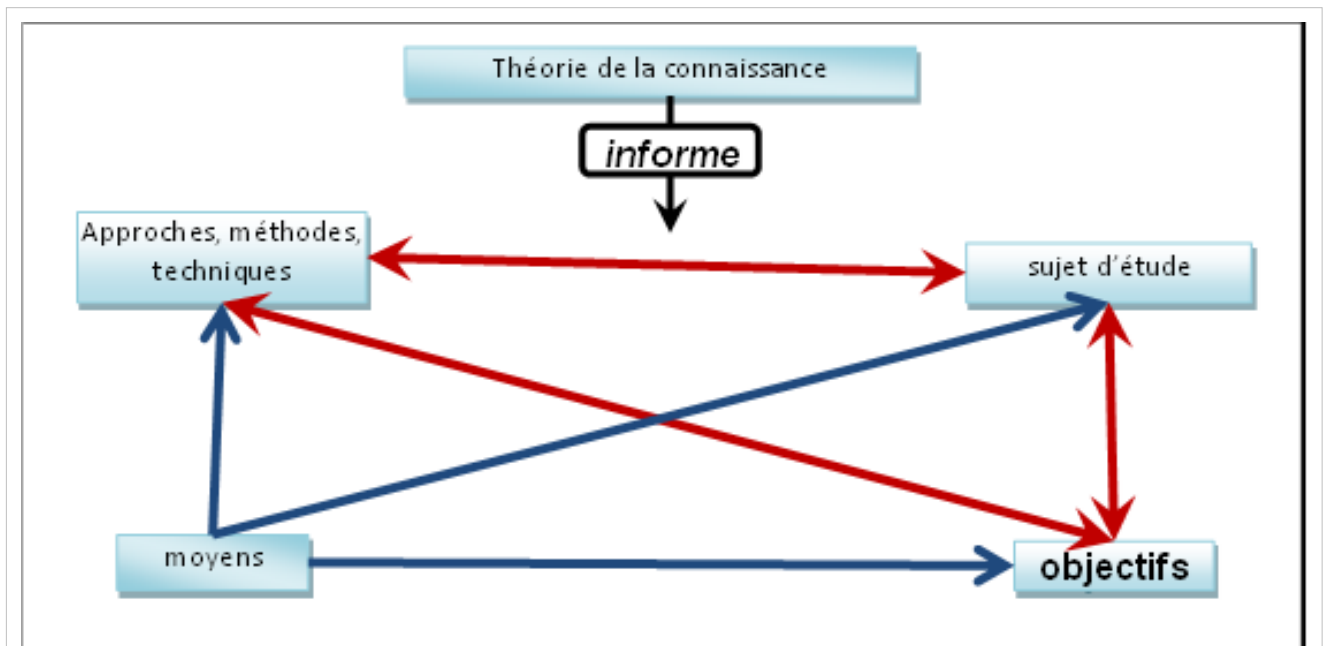 Théorie de la connaissance
informe
Approches, méthodes,
techniques
sujet d'étude
moyens
objectifs